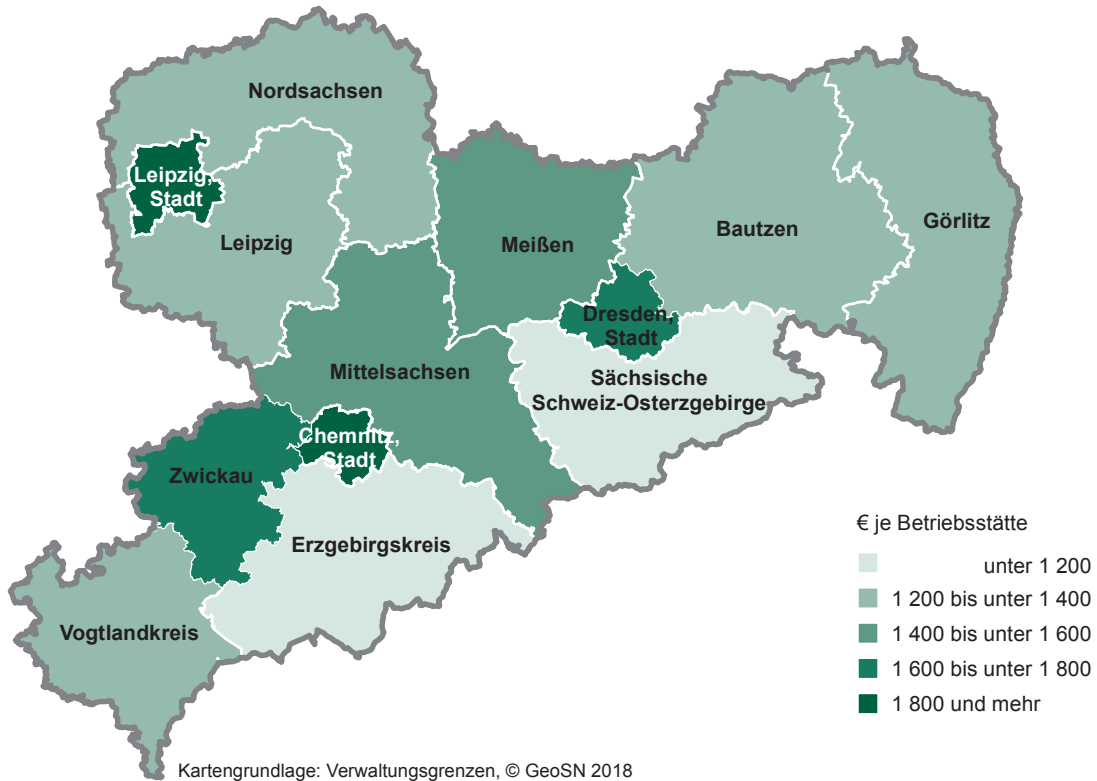 Nordsachsen
Leipzig,
Stadt
Leipzig
Meißen
Bautzen
Görlitz
Dresden,
Stadt
Mittelsachsen
Sächsische
Schweiz-Osterzgebirge
Chemnitz,
Stadt
Zwickau
Erzgebirgskreis
Vogtlandkreis
€ je Betriebsstätte
unter 1 200
1 200 bis unter 1 400
1 400 bis unter 1 600
1 600 bis unter 1 800
1 800 und mehr
Kartengrundlage: Verwaltungsgrenzen, © GeoSN 2018